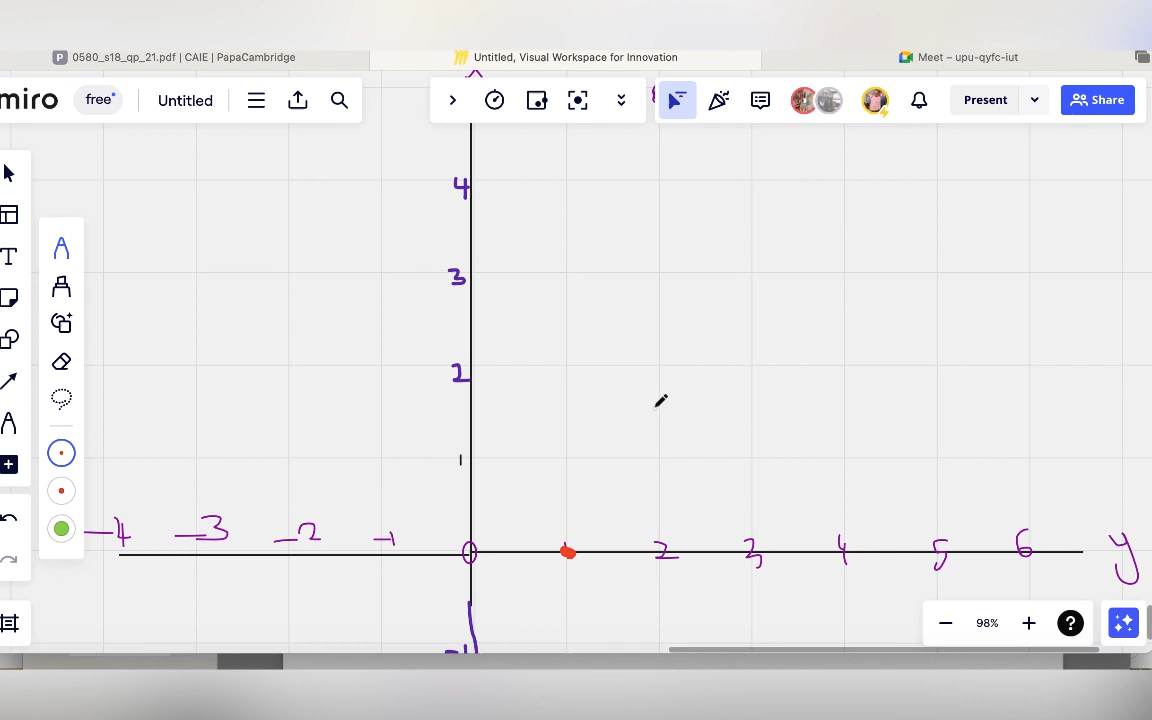 0580_s18_qp_21.pdf | CAIE | PapaCambridge
Untitled, Visual Workspace for Innovation
Meet – upu-qyfc-iut
miro
free
Untitled
Present
Share
4
3
2
1
-4 -3 -2 -1 0 2 3 4 5 6 y
98%